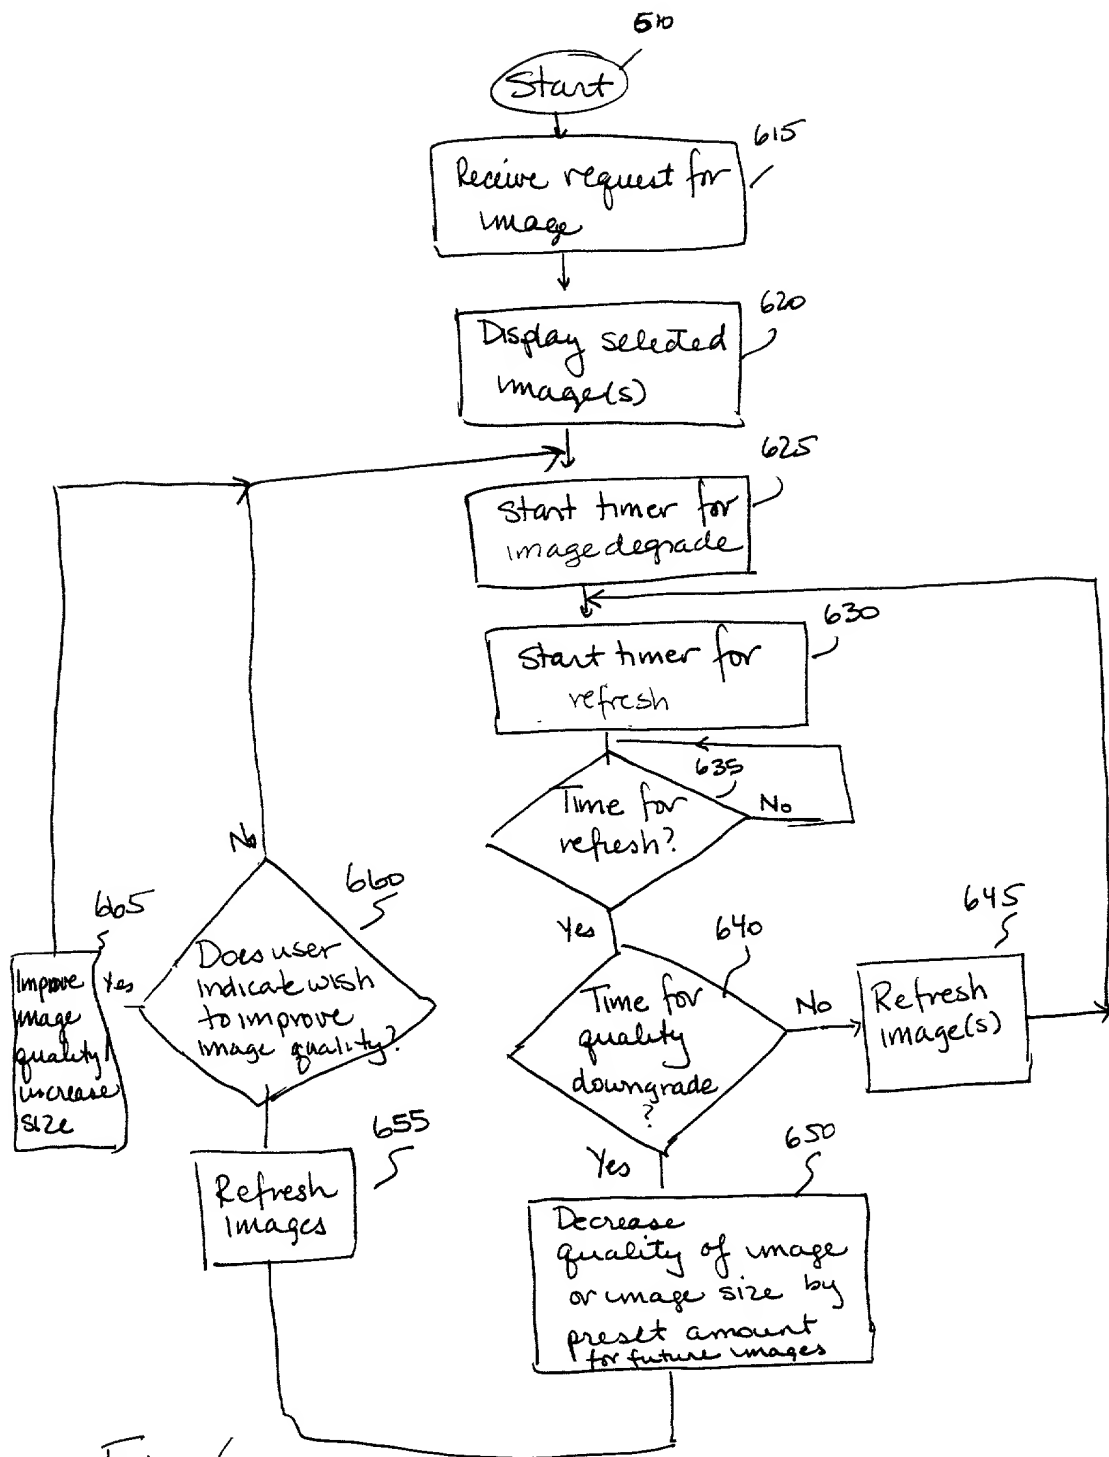 510
Start
615
Receive request for
image
620
Display selected
image(s)
625
Start timer for
image degrade
630
Start timer for
refresh
635
Time for
refresh?
No
Yes
640
Time for
quality
downgrade
?
No
645
Refresh
image(s)
Yes
650
Decrease
quality of image
or image size by
preset amount
for future images
655
Refresh
images
660
Does user
indicate wish
to improve
image quality?
No
Yes
665
Improve
image
quality/
increase
size